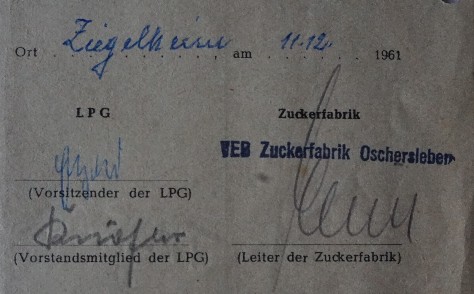 Ort Ziegelheim am 11.12. 1961
LPG Zuckerfabrik
VEB Zuckerfabrik Oschersleben
(Vorsitzender der LPG)
(Vorstandsmitglied der LPG) (Leiter der Zuckerfabrik)